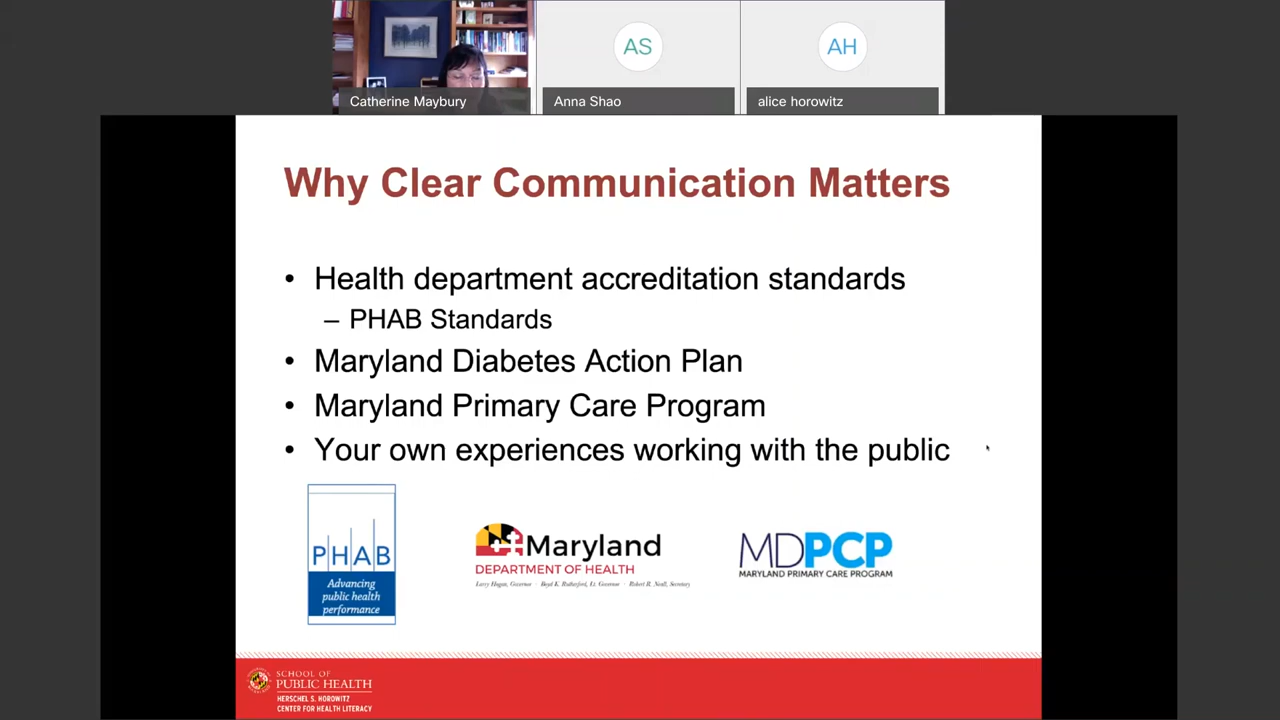 AS
AH
Catherine Maybury
Anna Shao
alice horowitz
Why Clear Communication Matters
• Health department accreditation standards
– PHAB Standards
• Maryland Diabetes Action Plan
• Maryland Primary Care Program
• Your own experiences working with the public
PHAB
Advancing
public health
performance
Maryland
DEPARTMENT OF HEALTH
Larry Hogan, Governor · Boyd K. Rutherford, Lt. Governor · Robert R. Neall, Secretary
MDPCP
MARYLAND PRIMARY CARE PROGRAM
SCHOOL OF
PUBLIC HEALTH
HERSCHEL S. HOROWITZ
CENTER FOR HEALTH LITERACY